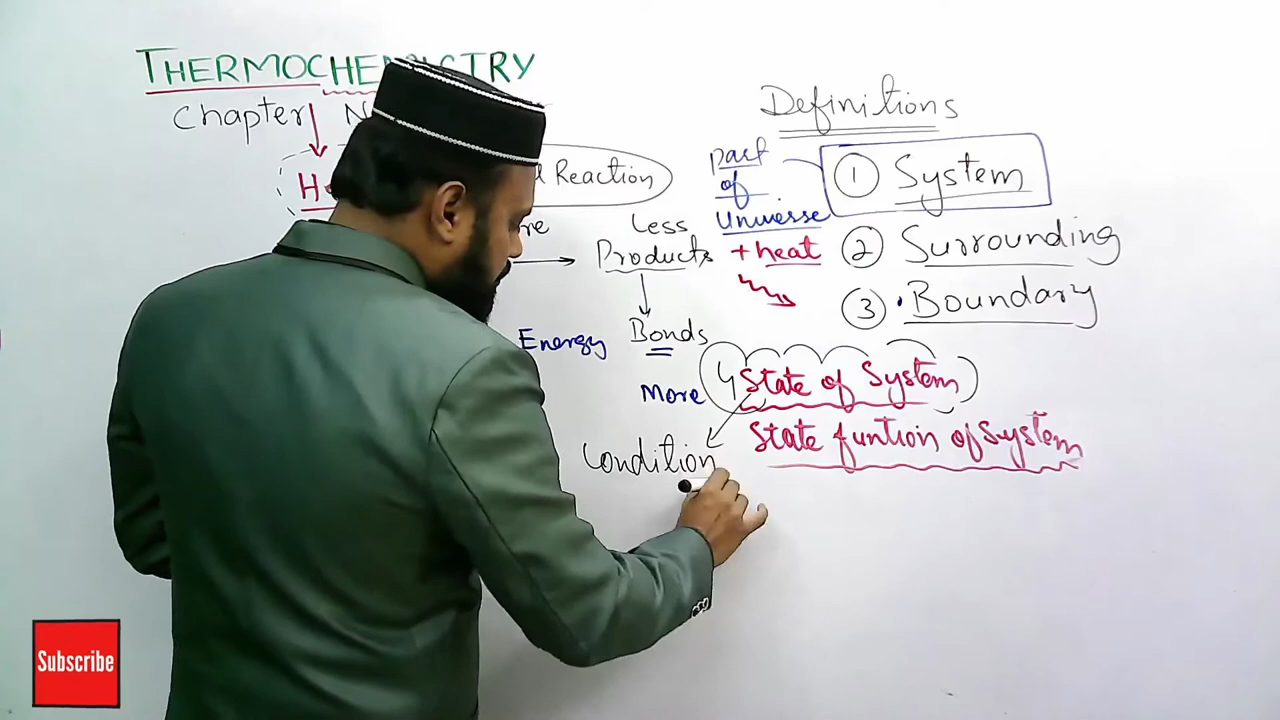 THERMOCHEMISTRY
Chapter N
Reaction
Less
Products
Energy Bonds
More
Condition
Definitions
part
of
Universe
+ heat
① System
② Surrounding
③ • Boundary
4 State of System
State funtion of System
Subscribe